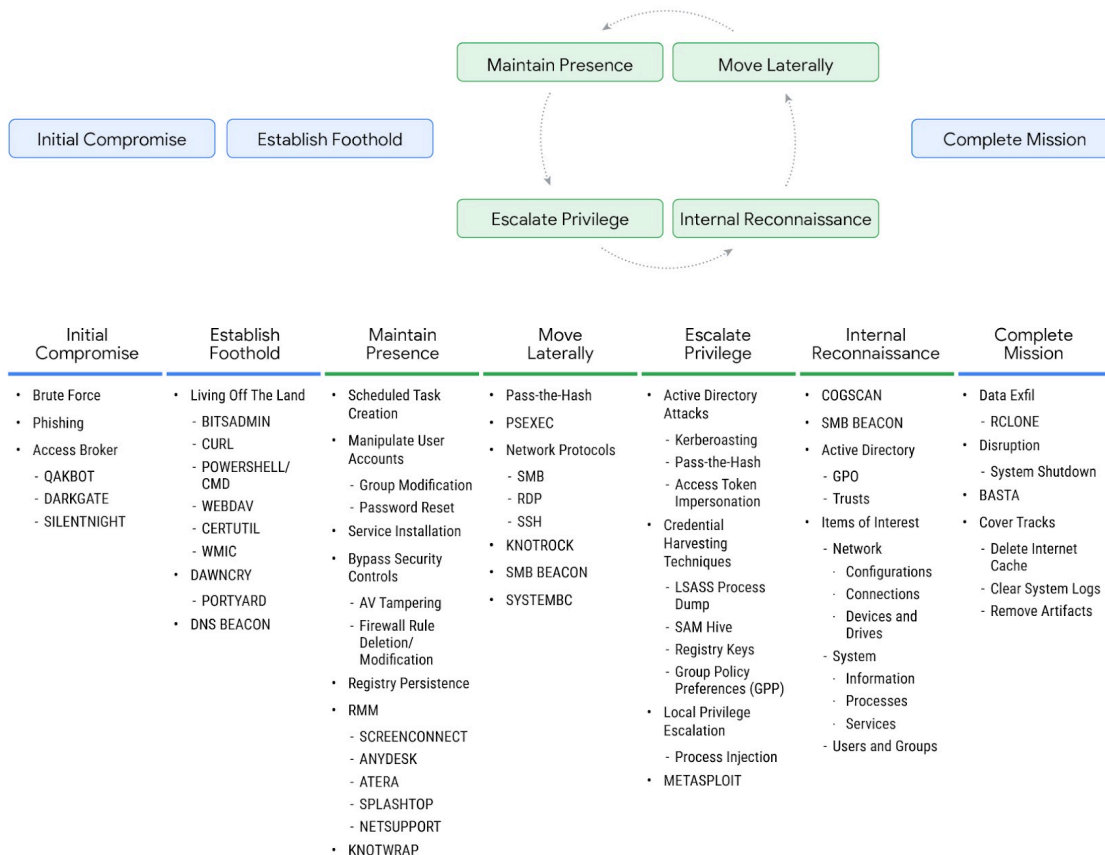 Maintain Presence
Move Laterally
Initial Compromise
Establish Foothold
Complete Mission
Escalate Privilege
Internal Reconnaissance
Initial
Compromise
• Brute Force
• Phishing
• Access Broker
- QAKBOT
- DARKGATE
- SILENTNIGHT
Establish
Foothold
• Living Off The Land
- BITSADMIN
- CURL
- POWERSHELL/
CMD
- WEBDAV
- CERTUTIL
- WMIC
• DAWNCRY
- PORTYARD
• DNS BEACON
Maintain
Presence
• Scheduled Task
Creation
• Manipulate User
Accounts
- Group Modification
- Password Reset
• Service Installation
• Bypass Security
Controls
- AV Tampering
- Firewall Rule
Deletion/
Modification
• Registry Persistence
• RMM
- SCREENCONNECT
- ANYDESK
- ATERA
- SPLASHTOP
- NETSUPPORT
• KNOTWRAP
Move
Laterally
• Pass-the-Hash
• PSEXEC
• Network Protocols
- SMB
- RDP
- SSH
• KNOTROCK
• SMB BEACON
• SYSTEMBC
Escalate
Privilege
• Active Directory
Attacks
- Kerberoasting
- Pass-the-Hash
- Access Token
Impersonation
• Credential
Harvesting
Techniques
- LSASS Process
Dump
- SAM Hive
- Registry Keys
- Group Policy
Preferences (GPP)
• Local Privilege
Escalation
- Process Injection
• METASPLOIT
Internal
Reconnaissance
• COGSCAN
• SMB BEACON
• Active Directory
- GPO
- Trusts
• Items of Interest
- Network
· Configurations
· Connections
· Devices and
Drives
- System
· Information
· Processes
· Services
- Users and Groups
Complete
Mission
• Data Exfil
- RCLONE
• Disruption
- System Shutdown
• BASTA
• Cover Tracks
- Delete Internet
Cache
- Clear System Logs
- Remove Artifacts